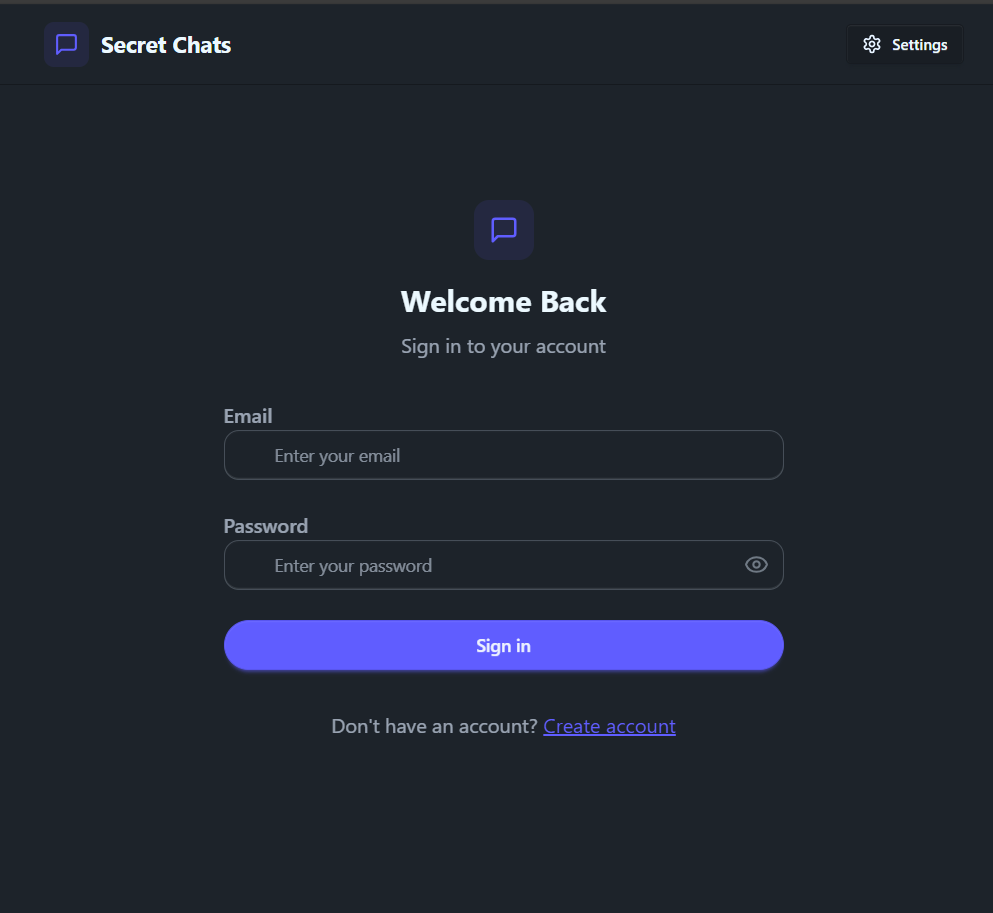 Secret Chats
Settings
Welcome Back
Sign in to your account
Email
Enter your email
Password
Enter your password
Sign in
Don't have an account? Create account